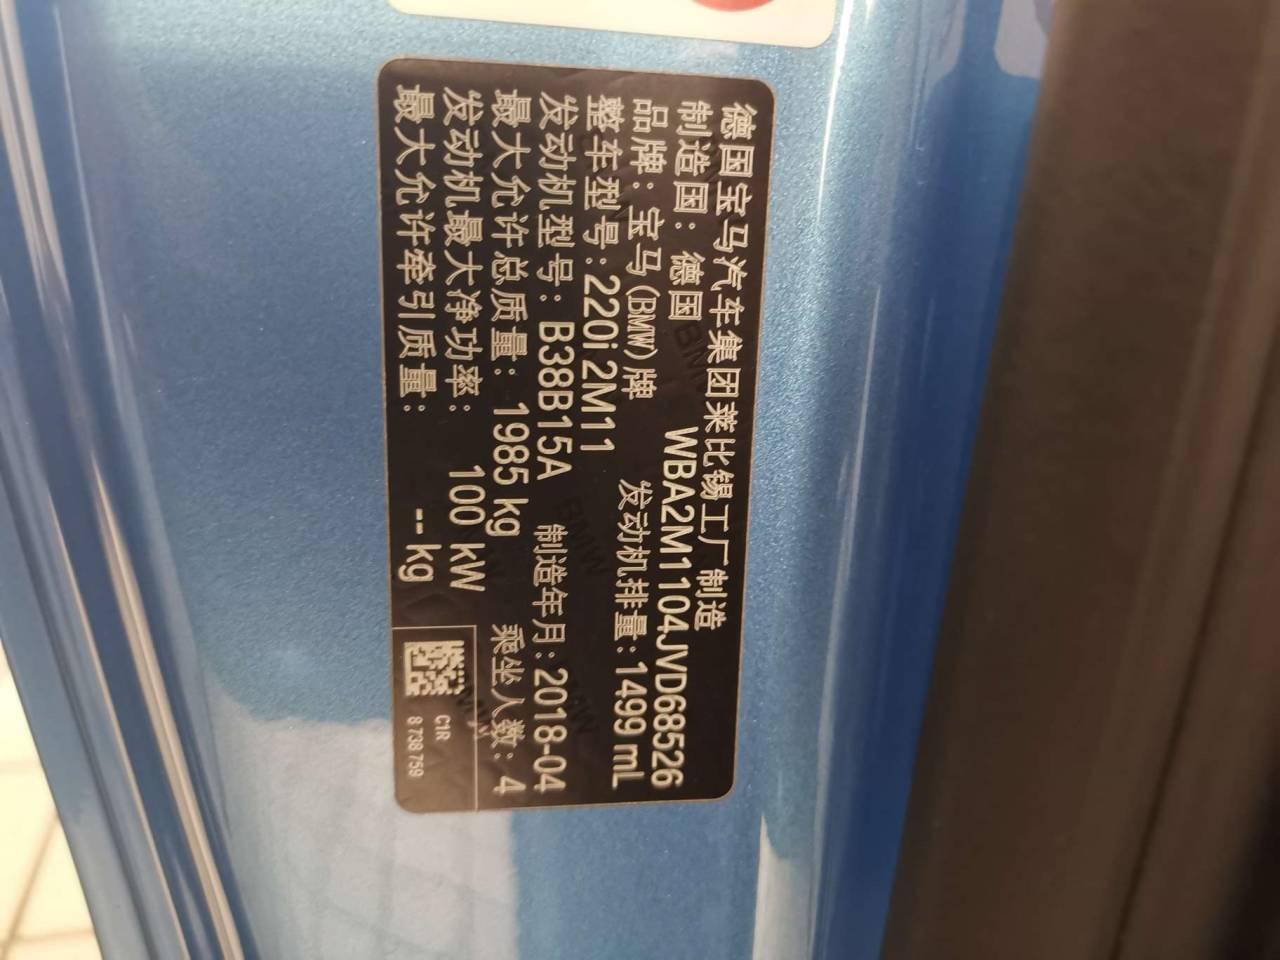 德国宝马汽车集团莱比锡工厂制造
制造国：德国 WBA2M1104JVD68526
品牌：宝马(BMW)牌 发动机排量：1499 mL
整车型号：220i 2M11
发动机型号：B38B15A 制造年月：2018-04
最大允许总质量：1985 kg 乘坐人数：4
发动机最大净功率：100 kW
最大允许牵引质量：-- kg
C1R
8 738 759